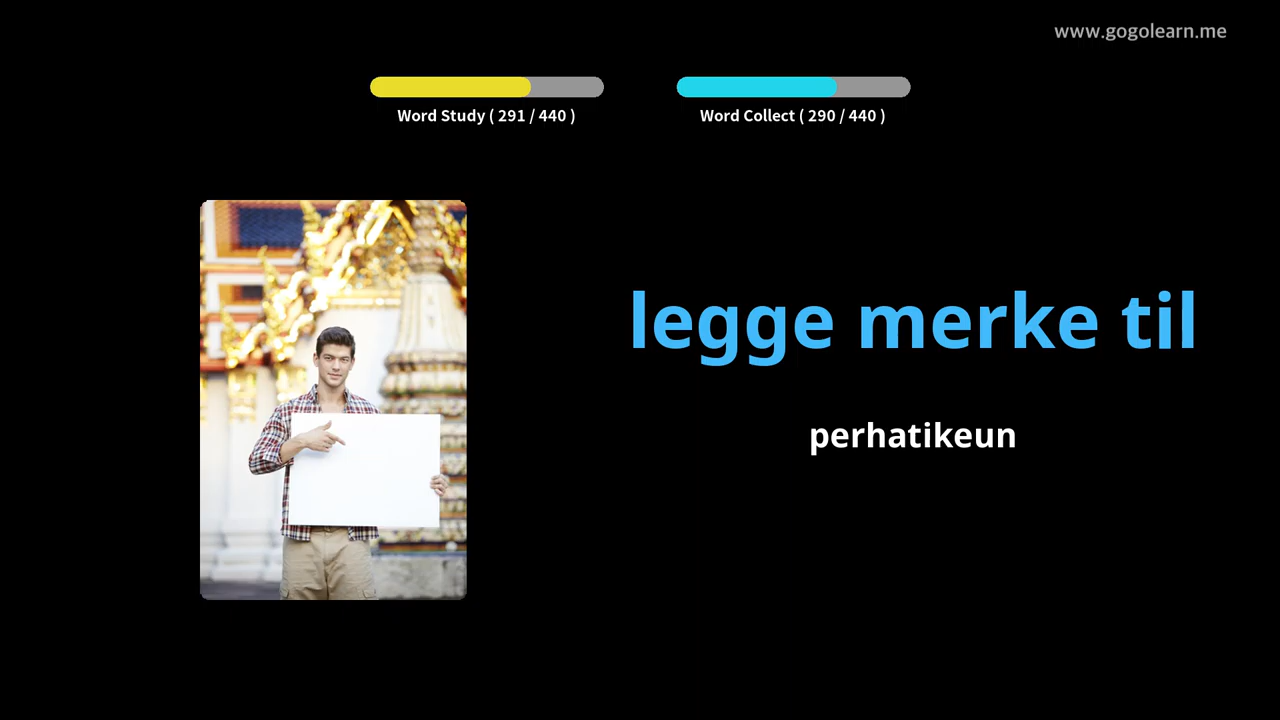 www.gogolearn.me
Word Study ( 291 / 440 )
Word Collect ( 290 / 440 )
legge merke til
perhatikeun